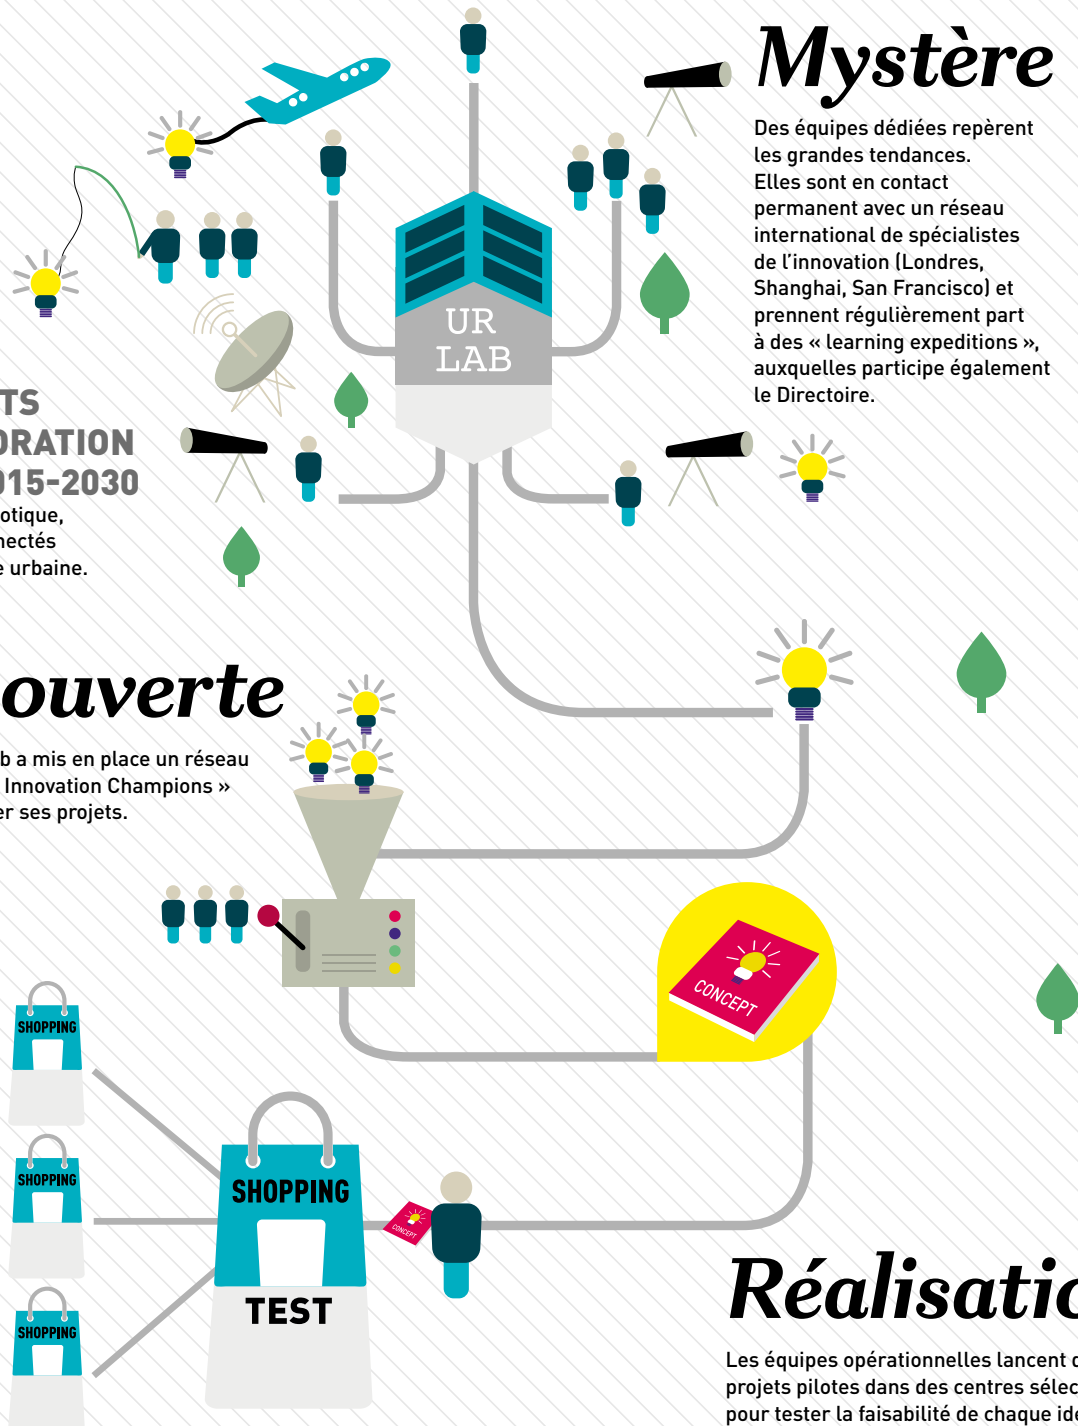 Mystère
Des équipes dédiées repèrent
les grandes tendances.
Elles sont en contact
permanent avec un réseau
international de spécialistes
de l’innovation (Londres,
Shanghai, San Francisco) et
prennent régulièrement part
à des « learning expeditions »,
auxquelles participe également
le Directoire.
UR
LAB
TS
ORATION
015-2030
otique,
nectés
e urbaine.
ouverte
b a mis en place un réseau
Innovation Champions »
er ses projets.
CONCEPT
SHOPPING
SHOPPING
SHOPPING
SHOPPING
TEST
CONCEPT
Réalisatio
Les équipes opérationnelles lancent d
projets pilotes dans des centres sélec
pour tester la faisabilité de chaque idé